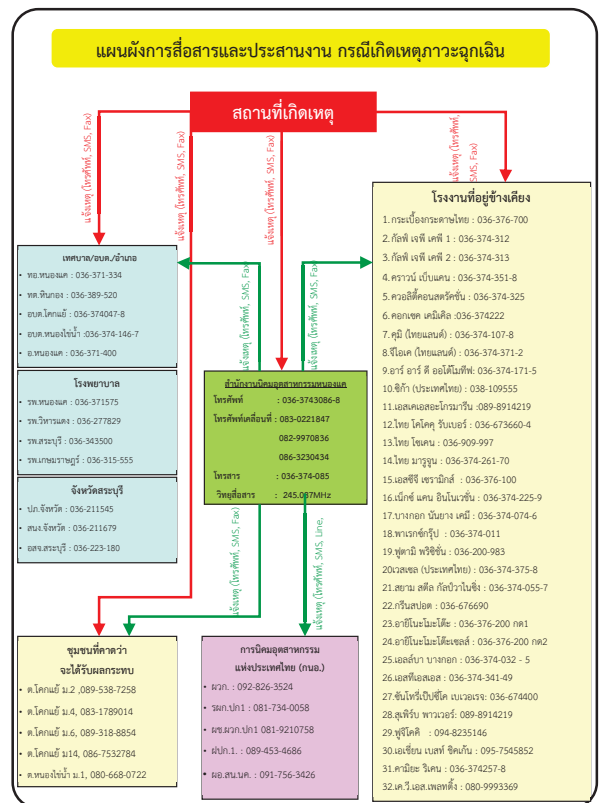 แผนผังการสื่อสารและประสานงาน กรณีเกิดเหตุภาวะฉุกเฉิน
สถานที่เกิดเหตุ
แจ้งเหตุ (โทรศัพท์, SMS, Fax)
แจ้งเหตุ (โทรศัพท์, SMS, Fax)
แจ้งเหตุ (โทรศัพท์, SMS, Fax)
แจ้งเหตุ (โทรศัพท์,
SMS, Fax)
เทศบาล/อบต./อำเภอ
• ทอ.หนองแค : 036-371-334
• ทต.หินกอง : 036-389-520
• อบต.โคกแย้ : 036-374047-8
• อบต.หนองไข่น้ำ :036-374-146-7
• อ.หนองแค : 036-371-400
โรงพยาบาล
• รพ.หนองแค : 036-371575
• รพ.วิหารแดง : 036-277829
• รพ.สระบุรี : 036-343500
• รพ.เกษมราษฎร์ : 036-315-555
จังหวัดสระบุรี
• ปภ.จังหวัด : 036-211545
• สนง.จังหวัด : 036-211679
• อสจ.สระบุรี : 036-223-180
แจ้งเหตุ (โทรศัพท์, SMS, Fax)
แจ้งเหตุ (โทรศัพท์, SMS, Fax)
สำนักงานนิคมอุตสาหกรรมหนองแค
โทรศัพท์ : 036-3743086-8
โทรศัพท์เคลื่อนที่ : 083-0221847
082-9970836
086-3230434
โทรสาร : 036-374-085
วิทยุสื่อสาร : 245.087MHz
แจ้งเหตุ (โทรศัพท์, SMS, Fax)
แจ้งเหตุ (โทรศัพท์, SMS, Line,
ชุมชนที่คาดว่า
จะได้รับผลกระทบ
• ต.โคกแย้ ม.2 ,089-538-7258
• ต.โคกแย้ ม.4, 083-1789014
• ต.โคกแย้ ม.6, 089-318-8854
• ต.โคกแย้ ม14, 086-7532784
• ต.หนองไข่น้ำ ม.1, 080-668-0722
การนิคมอุตสาหกรรม
แห่งประเทศไทย (กนอ.)
• ผวก. : 092-826-3524
• รผก.ปก1 : 081-734-0058
• ผช.ผวก.ปก1 081-9210758
• ฝปก.1. : 089-453-4686
• ผอ.สน.นค. : 091-756-3426
โรงงานที่อยู่ข้างเคียง
1.กระเบื้องกระดาษไทย : 036-376-700
2.กัลฟ์ เจพี เคพี 1 : 036-374-312
3.กัลฟ์ เจพี เคพี 2 : 036-374-313
4.คราวน์ เบ็บแคน : 036-374-351-8
5.ควอลิตี้คอนสตรัคชั่น : 036-374-325
6.คอกเซค เคมิเคิล :036-374222
7.คุมิ (ไทยแลนด์) : 036-374-107-8
8.จีไอเค (ไทยแลนด์) : 036-374-371-2
9.อาร์ อาร์ ดี ออโต้โมทีฟ: 036-374-171-5
10.ซิก้า (ประเทศไทย) : 038-109555
11.เอสเคเอสอะโกรมารีน :089-8914219
12.ไทย โคโคคุ รับเบอร์ : 036-673660-4
13.ไทย โซเคน : 036-909-997
14.ไทย มารูจูน : 036-374-261-70
15.เอสซีจี เซรามิกส์ : 036-376-100
16.เน็กซ์ แคน อินโนเวชั่น : 036-374-225-9
17.บางกอก นันยาง เคมี : 036-374-074-6
18.พาเรกซ์กรุ๊ป : 036-374-011
19.ฟูตามิ พริซิชั่น : 036-200-983
20เวสเซล (ประเทศไทย) : 036-374-375-8
21.สยาม สตีล กัลป์วาไนซิ่ง : 036-374-055-7
22.กรีนสปอต : 036-676690
23.อายิโนะโมะโต๊ะ : 036-376-200 กด1
24.อายิโนะโมะโต๊ะเซลส์ : 036-376-200 กด2
25.เอลล์บา บางกอก : 036-374-032 - 5
26.เอสทีเอสเอส : 036-374-341-49
27.ซันโทรี่เป๊ปซี่โค เบเวอเรจ: 036-674400
28.สุเพิร์บ พาวเวอร์: 089-8914219
29.ฟูจิโคคิ : 094-8235146
30.เอเชี่ยน เบสท์ ชิคเก้น : 095-7545852
31.คามิยะ ริเคน : 036-374257-8
32.เค.วี.เอส.เพลทติ้ง : 080-9993369